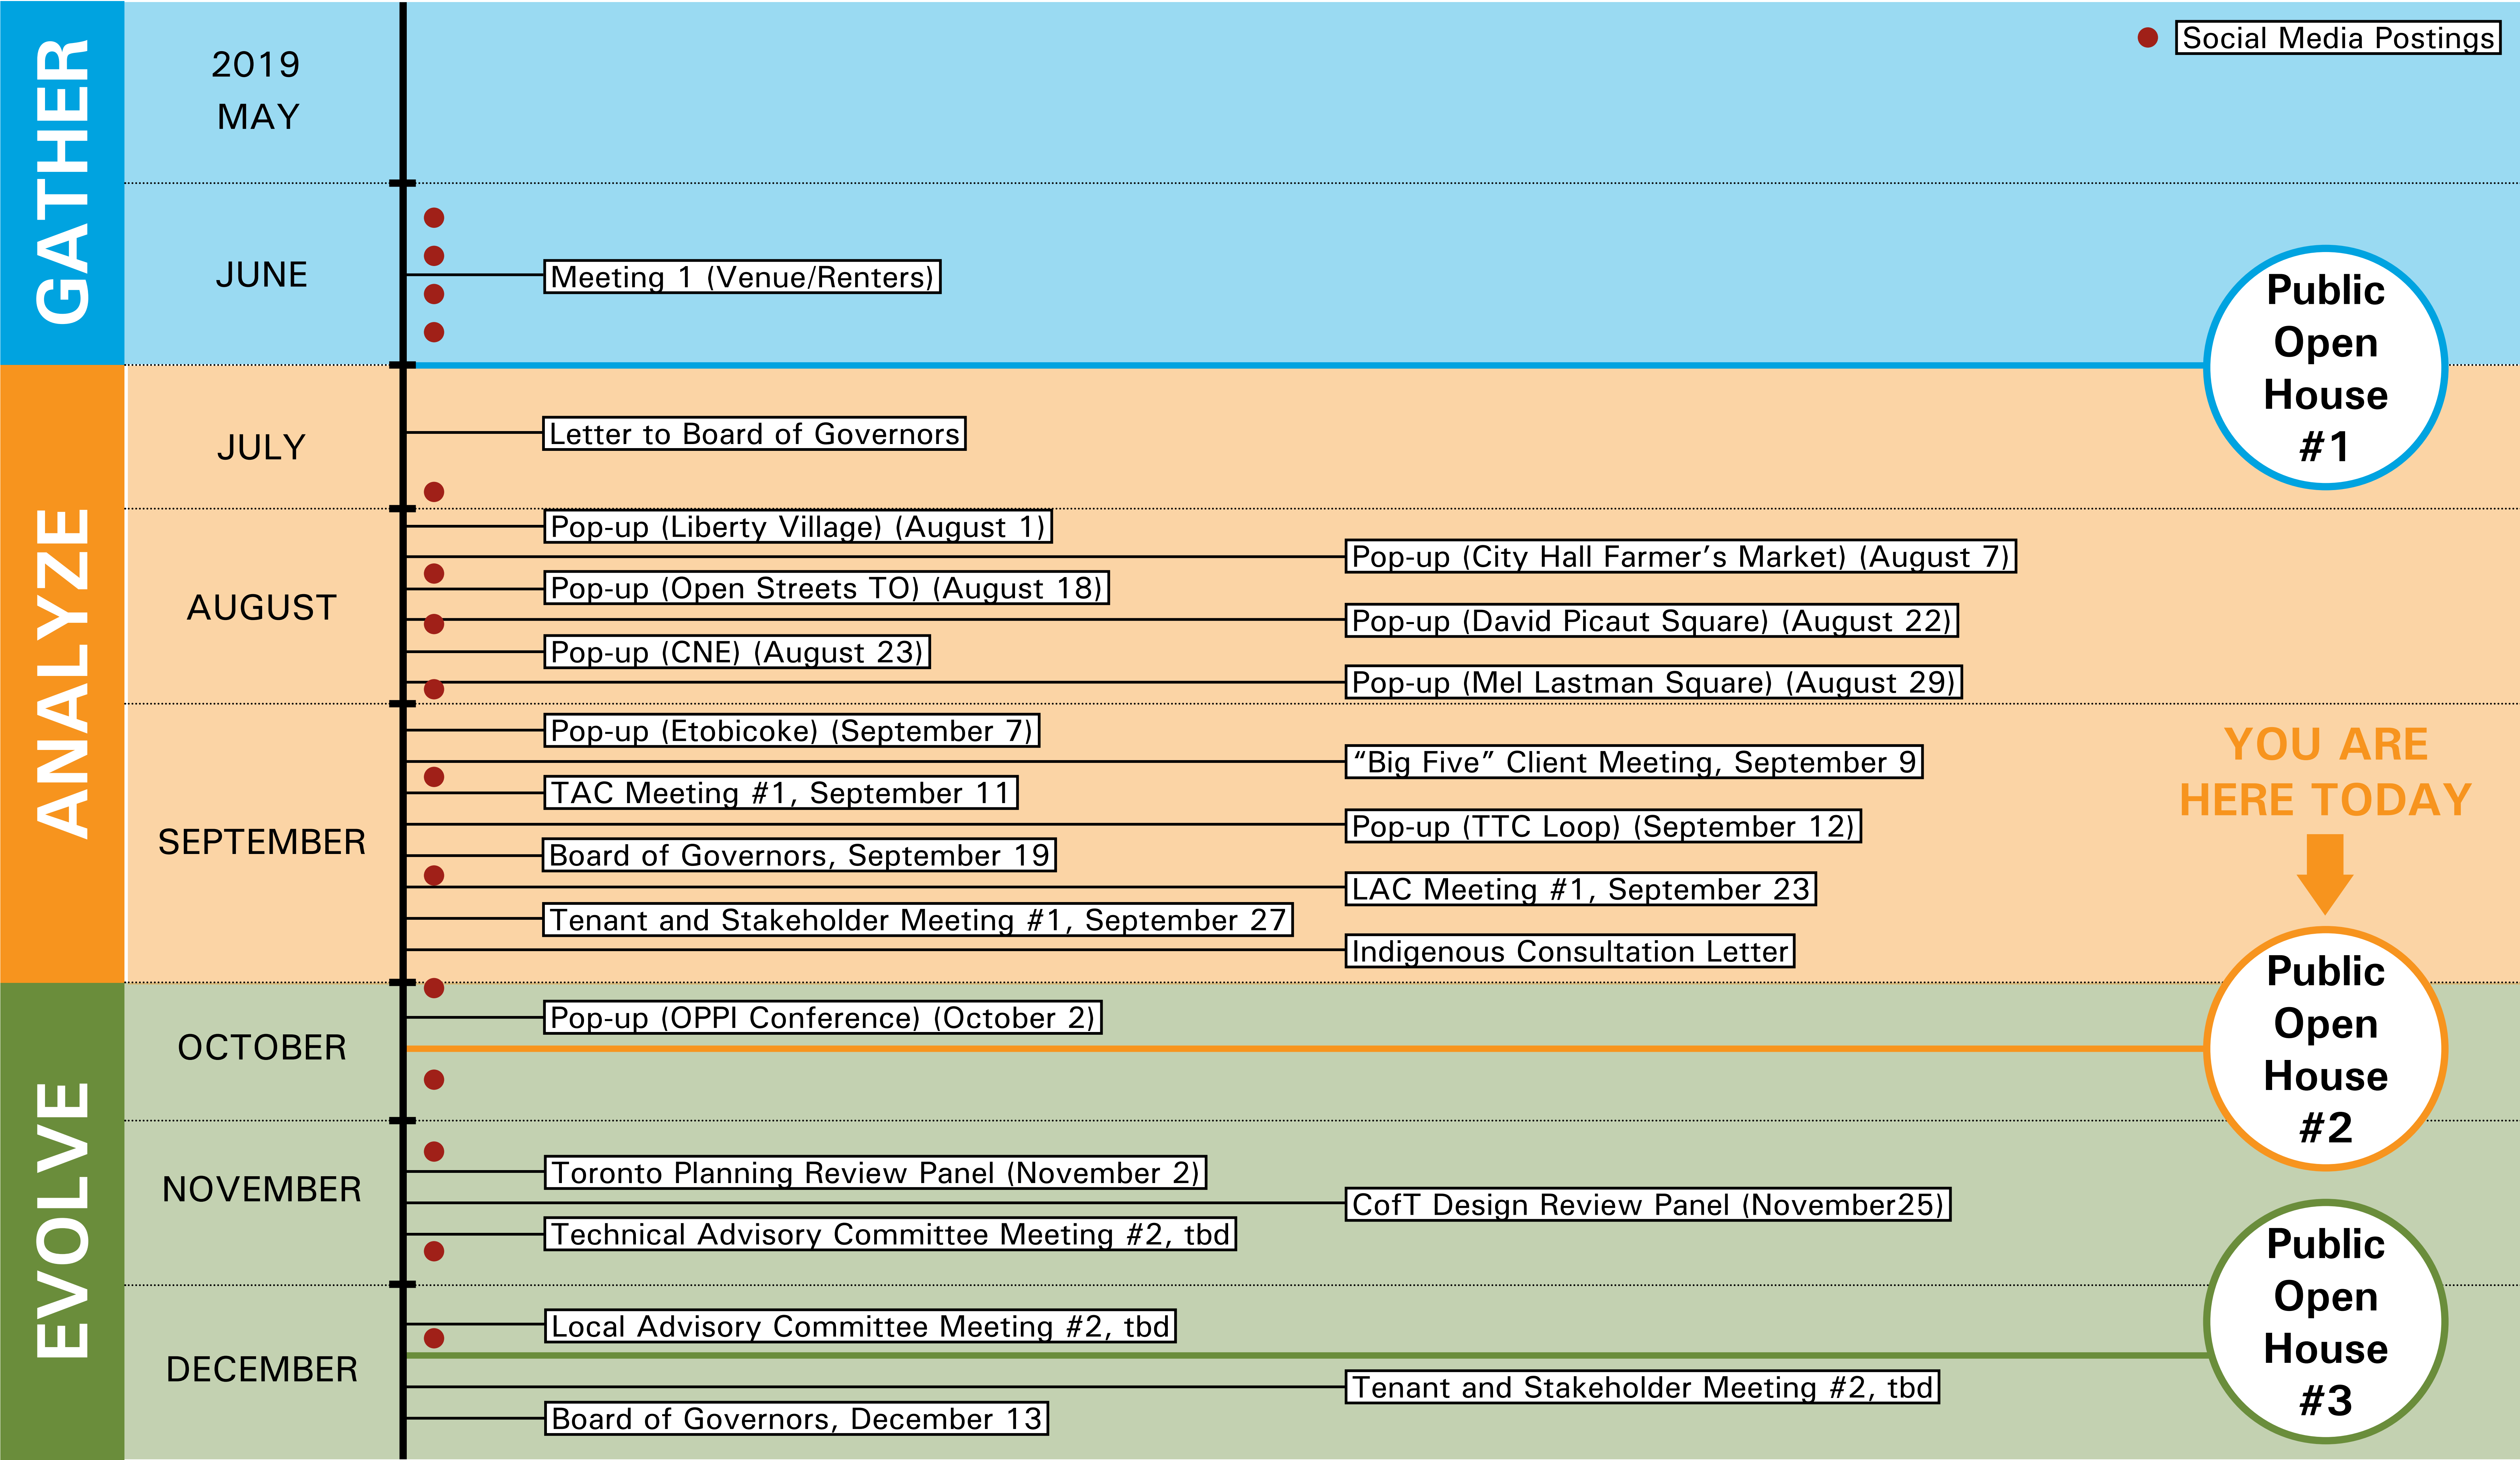 Social Media Postings
GATHER
2019
MAY
JUNE
Meeting 1 (Venue/Renters)
Public
Open
House
#1
ANALYZE
JULY
Letter to Board of Governors
AUGUST
Pop-up (Liberty Village) (August 1)
Pop-up (City Hall Farmer’s Market) (August 7)
Pop-up (Open Streets TO) (August 18)
Pop-up (David Picaut Square) (August 22)
Pop-up (CNE) (August 23)
Pop-up (Mel Lastman Square) (August 29)
SEPTEMBER
Pop-up (Etobicoke) (September 7)
“Big Five” Client Meeting, September 9
TAC Meeting #1, September 11
Pop-up (TTC Loop) (September 12)
Board of Governors, September 19
LAC Meeting #1, September 23
Tenant and Stakeholder Meeting #1, September 27
Indigenous Consultation Letter
YOU ARE
HERE TODAY
Public
Open
House
#2
EVOLVE
OCTOBER
Pop-up (OPPI Conference) (October 2)
NOVEMBER
Toronto Planning Review Panel (November 2)
CofT Design Review Panel (November25)
Technical Advisory Committee Meeting #2, tbd
DECEMBER
Local Advisory Committee Meeting #2, tbd
Tenant and Stakeholder Meeting #2, tbd
Board of Governors, December 13
Public
Open
House
#3